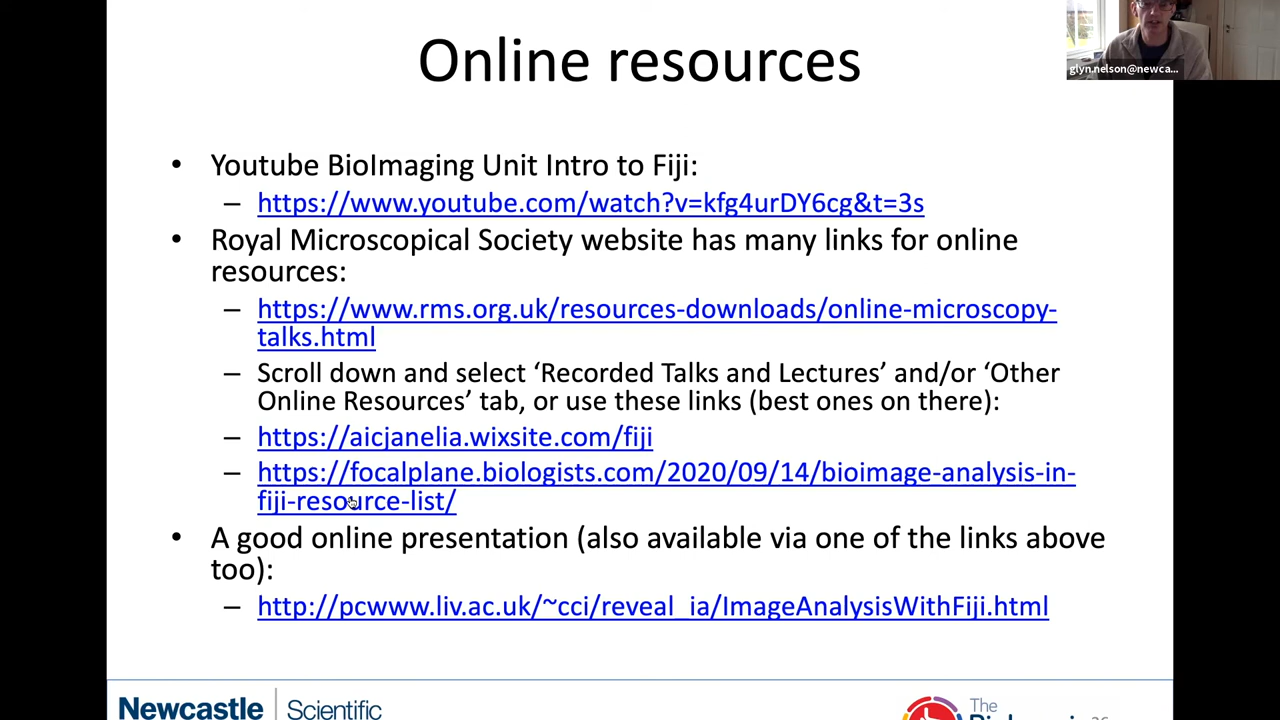 Online resources
glyn.nelson@newca...
• Youtube BioImaging Unit Intro to Fiji:
– https://www.youtube.com/watch?v=kfg4urDY6cg&t=3s
• Royal Microscopical Society website has many links for online
resources:
– https://www.rms.org.uk/resources-downloads/online-microscopy-
talks.html
– Scroll down and select ‘Recorded Talks and Lectures’ and/or ‘Other
Online Resources’ tab, or use these links (best ones on there):
– https://aicjanelia.wixsite.com/fiji
– https://focalplane.biologists.com/2020/09/14/bioimage-analysis-in-
fiji-resource-list/
• A good online presentation (also available via one of the links above
too):
– http://pcwww.liv.ac.uk/~cci/reveal_ia/ImageAnalysisWithFiji.html
Newcastle
Scientific
The